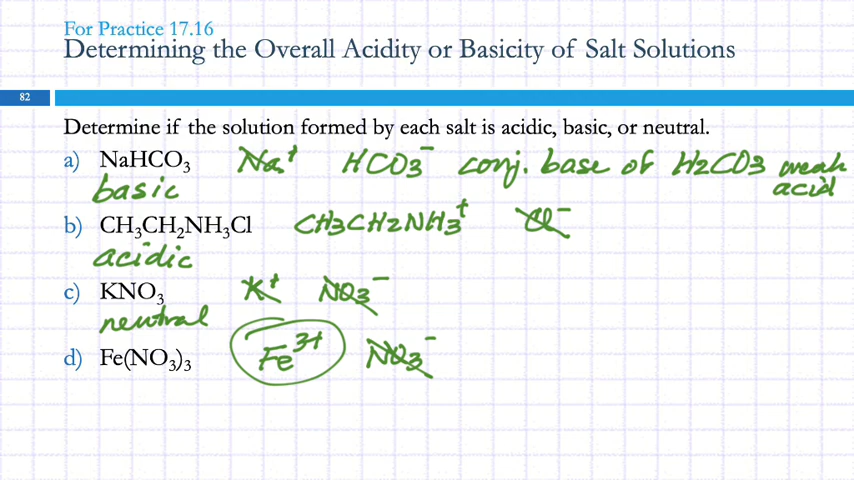 For Practice 17.16
Determining the Overall Acidity or Basicity of Salt Solutions
82
Determine if the solution formed by each salt is acidic, basic, or neutral.
a) NaHCO₃ Na⁺ HCO₃⁻ conj. base of H₂CO₃ weak
basic acid
b) CH₃CH₂NH₃Cl CH₃CH₂NH₃⁺ Cl⁻
acidic
c) KNO₃ K⁺ NO₃⁻
neutral
d) Fe(NO₃)₃ Fe³⁺ NO₃⁻